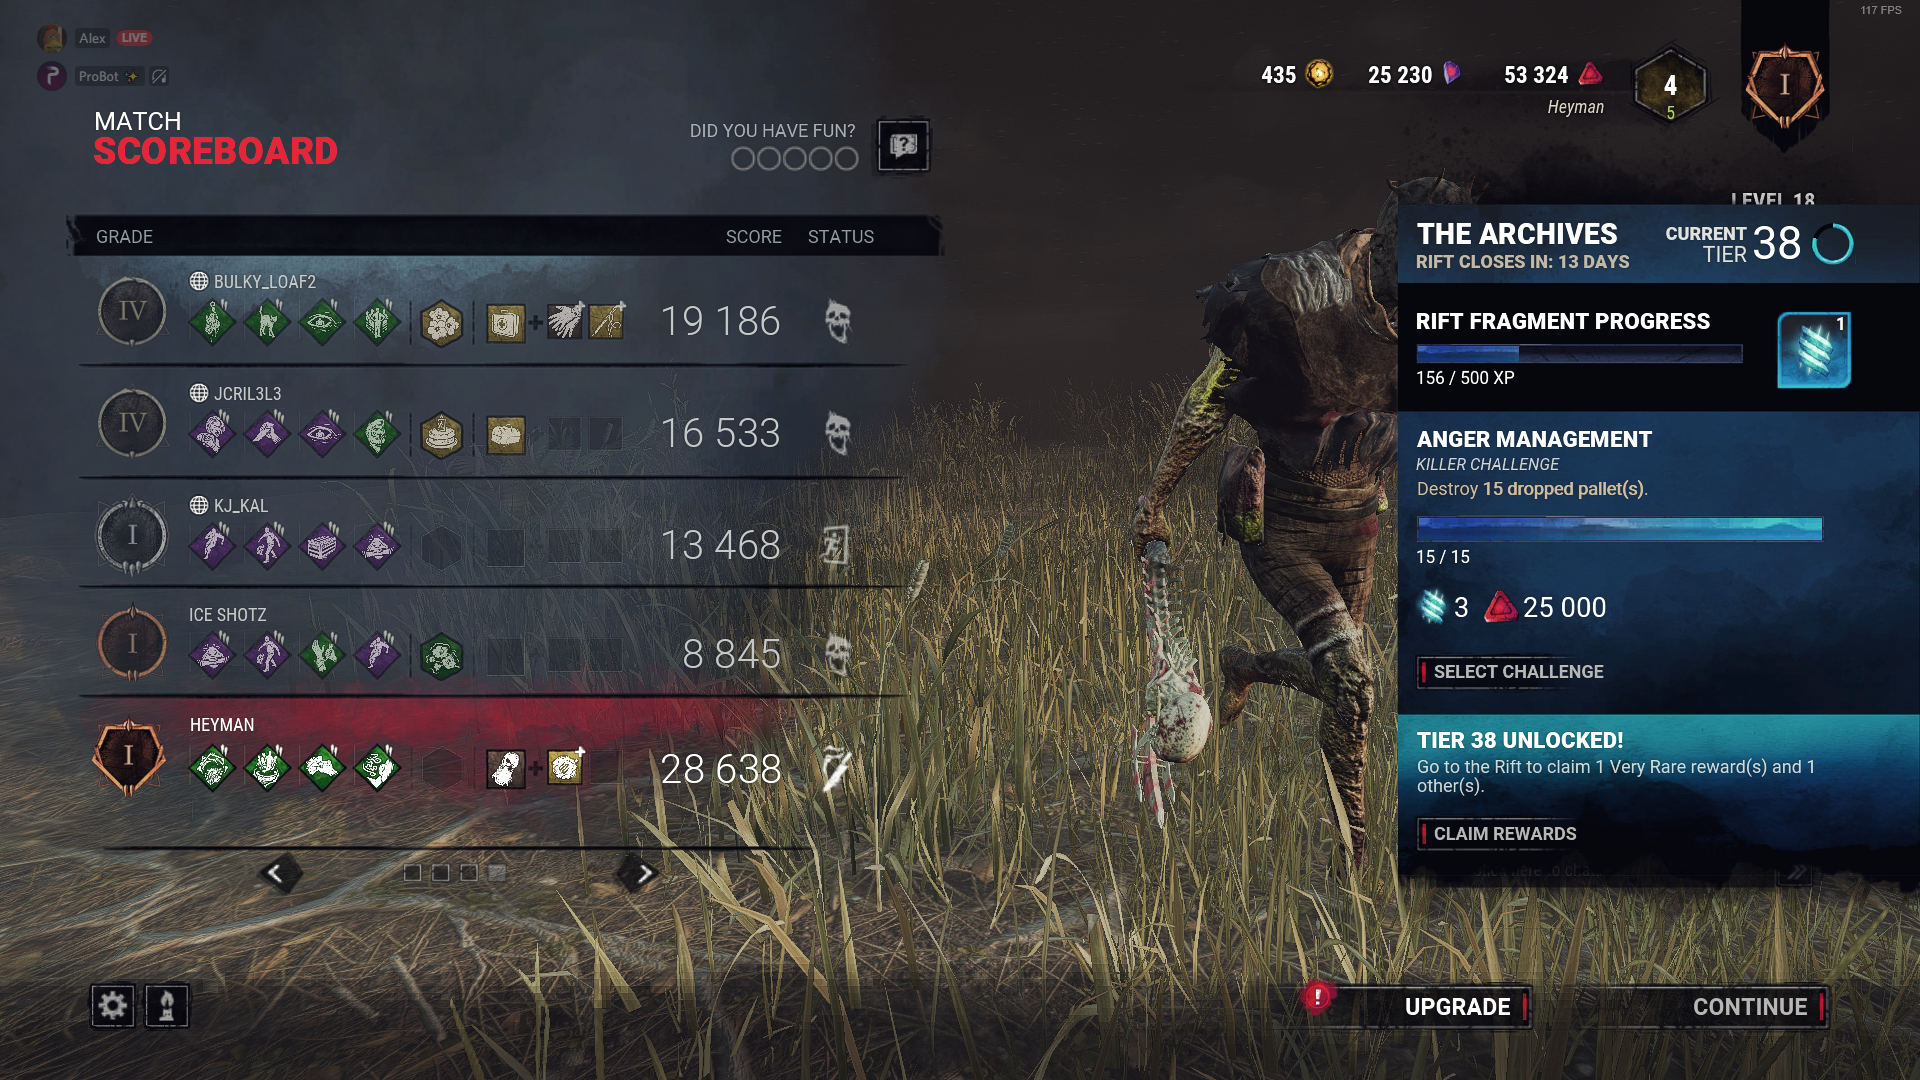 117 FPS
Alex LIVE
ProBot
435 25 230 53 324
Heyman
4
5
I
MATCH
SCOREBOARD
DID YOU HAVE FUN?
LEVEL 18
GRADE SCORE STATUS
IV BULKY_LOAF2 19 186
IV JCRIL3L3 16 533
I KJ_KAL 13 468
I ICE SHOTZ 8 845
I HEYMAN 28 638
THE ARCHIVES
RIFT CLOSES IN: 13 DAYS
CURRENT
TIER 38
RIFT FRAGMENT PROGRESS
1
156 / 500 XP
ANGER MANAGEMENT
KILLER CHALLENGE
Destroy 15 dropped pallet(s).
15 / 15
3 25 000
SELECT CHALLENGE
TIER 38 UNLOCKED!
Go to the Rift to claim 1 Very Rare reward(s) and 1
other(s).
CLAIM REWARDS
UPGRADE
CONTINUE